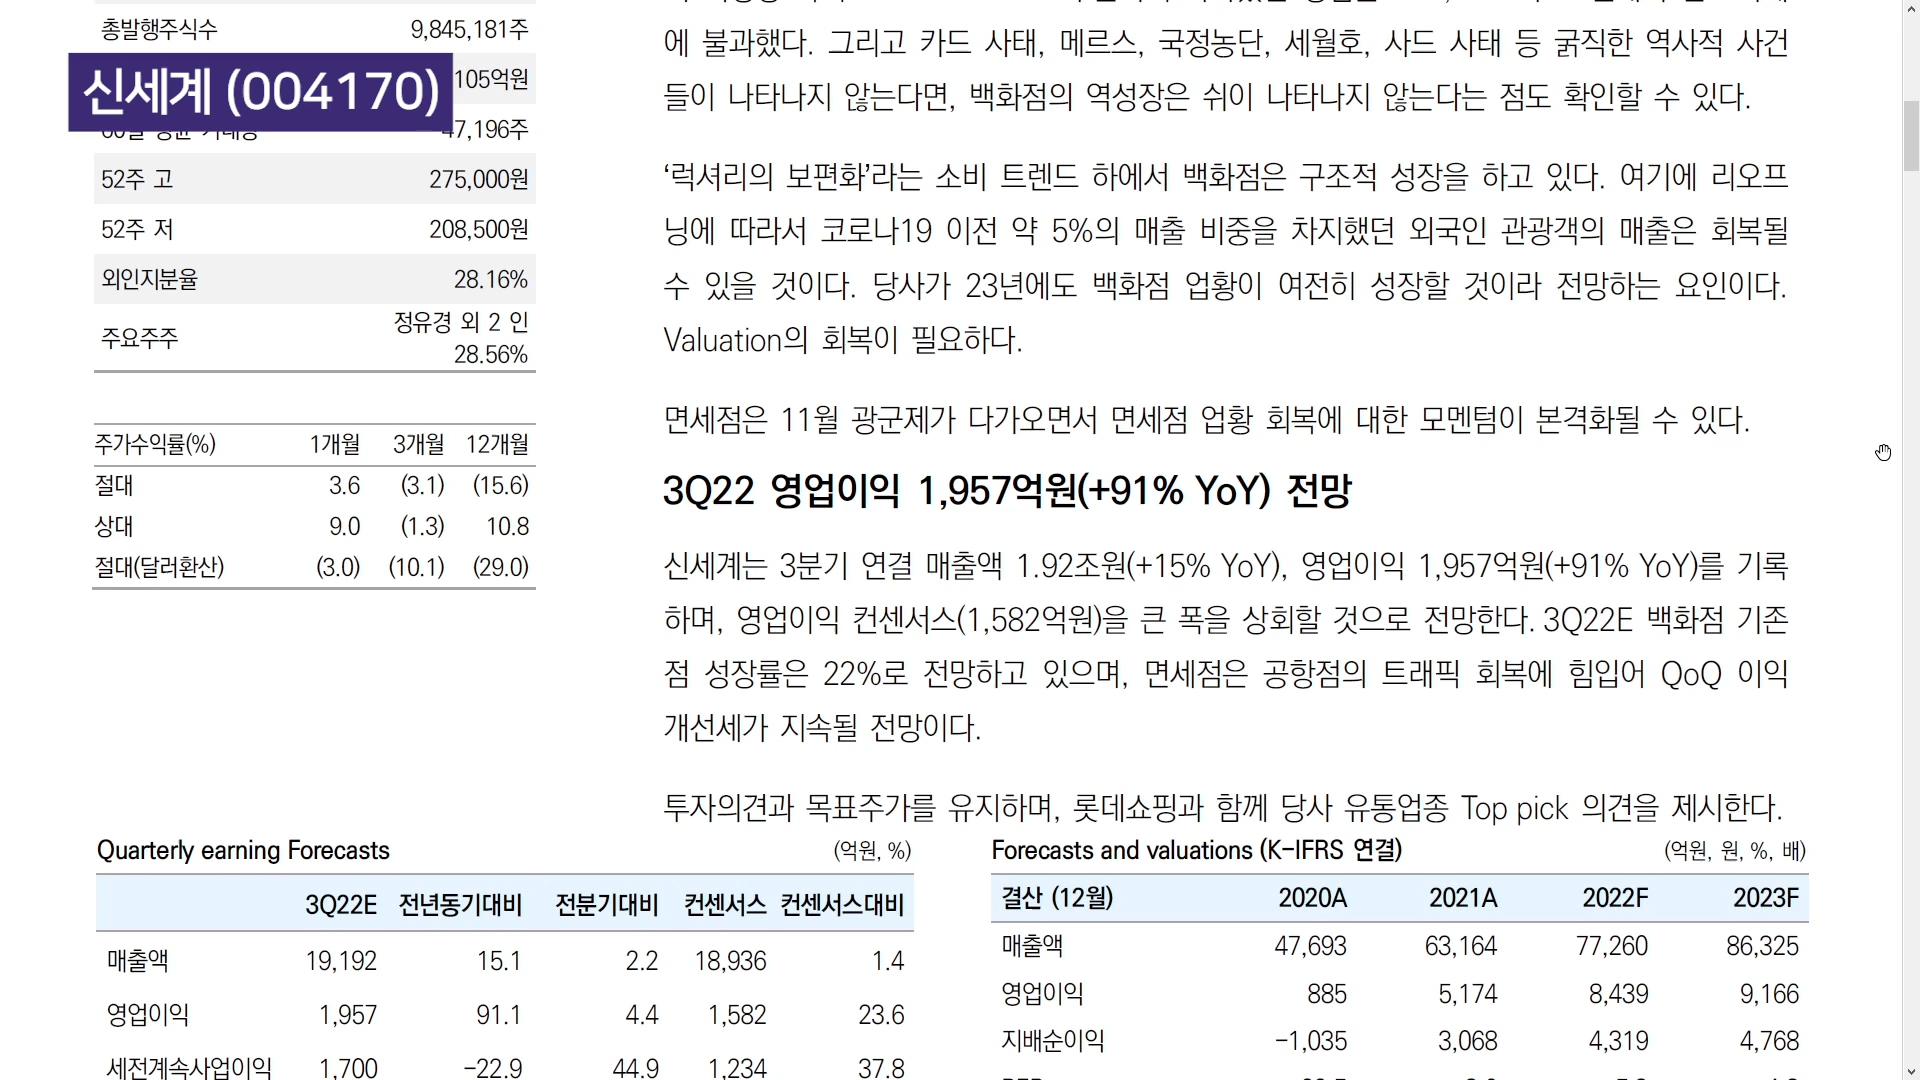 총발행주식수 9,845,181주
신세계 (004170)
105억원
47,196주
52주 고 275,000원
52주 저 208,500원
외인지분율 28.16%
주요주주 정유경 외 2 인
28.56%
주가수익률(%) 1개월 3개월 12개월
절대 3.6 (3.1) (15.6)
상대 9.0 (1.3) 10.8
절대(달러환산) (3.0) (10.1) (29.0)
에 불과했다. 그리고 카드 사태, 메르스, 국정농단, 세월호, 사드 사태 등 굵직한 역사적 사건
들이 나타나지 않는다면, 백화점의 역성장은 쉬이 나타나지 않는다는 점도 확인할 수 있다.
‘럭셔리의 보편화’라는 소비 트렌드 하에서 백화점은 구조적 성장을 하고 있다. 여기에 리오프
닝에 따라서 코로나19 이전 약 5%의 매출 비중을 차지했던 외국인 관광객의 매출은 회복될
수 있을 것이다. 당사가 23년에도 백화점 업황이 여전히 성장할 것이라 전망하는 요인이다.
Valuation의 회복이 필요하다.
면세점은 11월 광군제가 다가오면서 면세점 업황 회복에 대한 모멘텀이 본격화될 수 있다.
3Q22 영업이익 1,957억원(+91% YoY) 전망
신세계는 3분기 연결 매출액 1.92조원(+15% YoY), 영업이익 1,957억원(+91% YoY)를 기록
하며, 영업이익 컨센서스(1,582억원)을 큰 폭을 상회할 것으로 전망한다. 3Q22E 백화점 기존
점 성장률은 22%로 전망하고 있으며, 면세점은 공항점의 트래픽 회복에 힘입어 QoQ 이익
개선세가 지속될 전망이다.
투자의견과 목표주가를 유지하며, 롯데쇼핑과 함께 당사 유통업종 Top pick 의견을 제시한다.
Quarterly earning Forecasts (억원, %)
3Q22E 전년동기대비 전분기대비 컨센서스 컨센서스대비
매출액 19,192 15.1 2.2 18,936 1.4
영업이익 1,957 91.1 4.4 1,582 23.6
세전계속사업이익 1,700 -22.9 44.9 1,234 37.8
Forecasts and valuations (K-IFRS 연결) (억원, 원, %, 배)
결산 (12월) 2020A 2021A 2022F 2023F
매출액 47,693 63,164 77,260 86,325
영업이익 885 5,174 8,439 9,166
지배순이익 -1,035 3,068 4,319 4,768